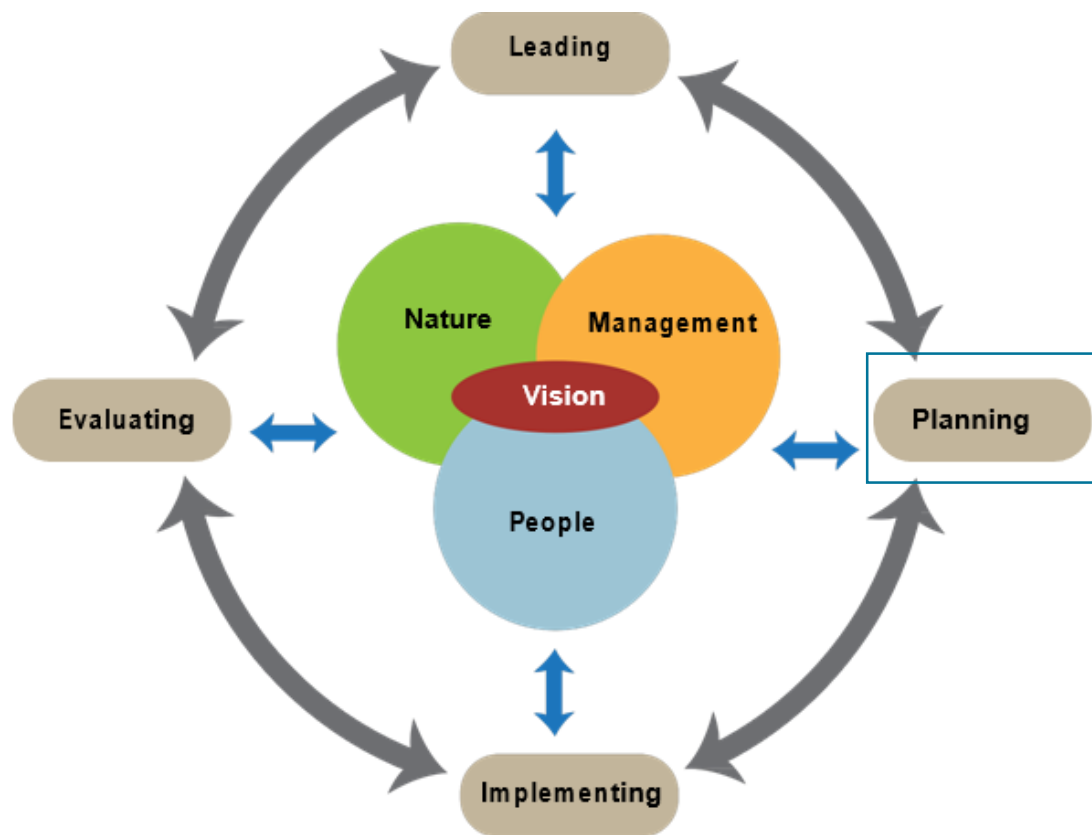 Leading
Nature
Management
Vision
Evaluating
Planning
People
Implementing